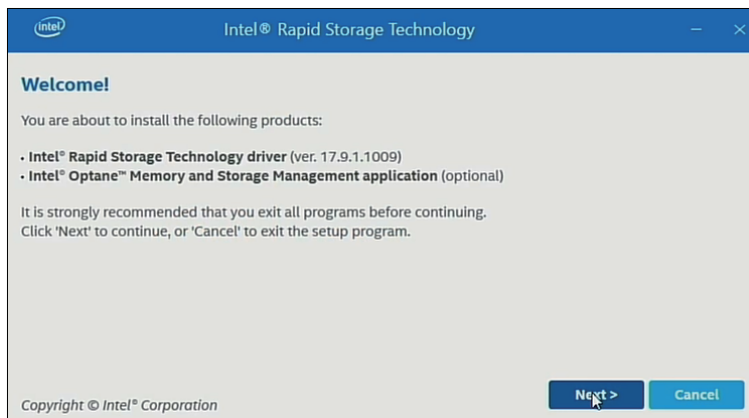 intel
Intel® Rapid Storage Technology
Welcome!
You are about to install the following products:
• Intel® Rapid Storage Technology driver (ver. 17.9.1.1009)
• Intel® Optane™ Memory and Storage Management application (optional)
It is strongly recommended that you exit all programs before continuing.
Click 'Next' to continue, or 'Cancel' to exit the setup program.
Next >
Cancel
Copyright © Intel® Corporation